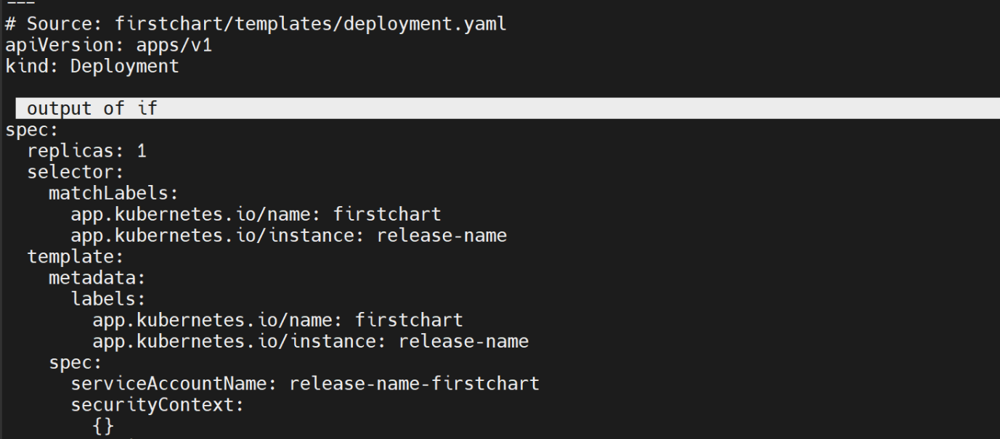 ---
# Source: firstchart/templates/deployment.yaml
apiVersion: apps/v1
kind: Deployment

  output of if
spec:
  replicas: 1
  selector:
    matchLabels:
      app.kubernetes.io/name: firstchart
      app.kubernetes.io/instance: release-name
  template:
    metadata:
      labels:
        app.kubernetes.io/name: firstchart
        app.kubernetes.io/instance: release-name
    spec:
      serviceAccountName: release-name-firstchart
      securityContext:
        {}